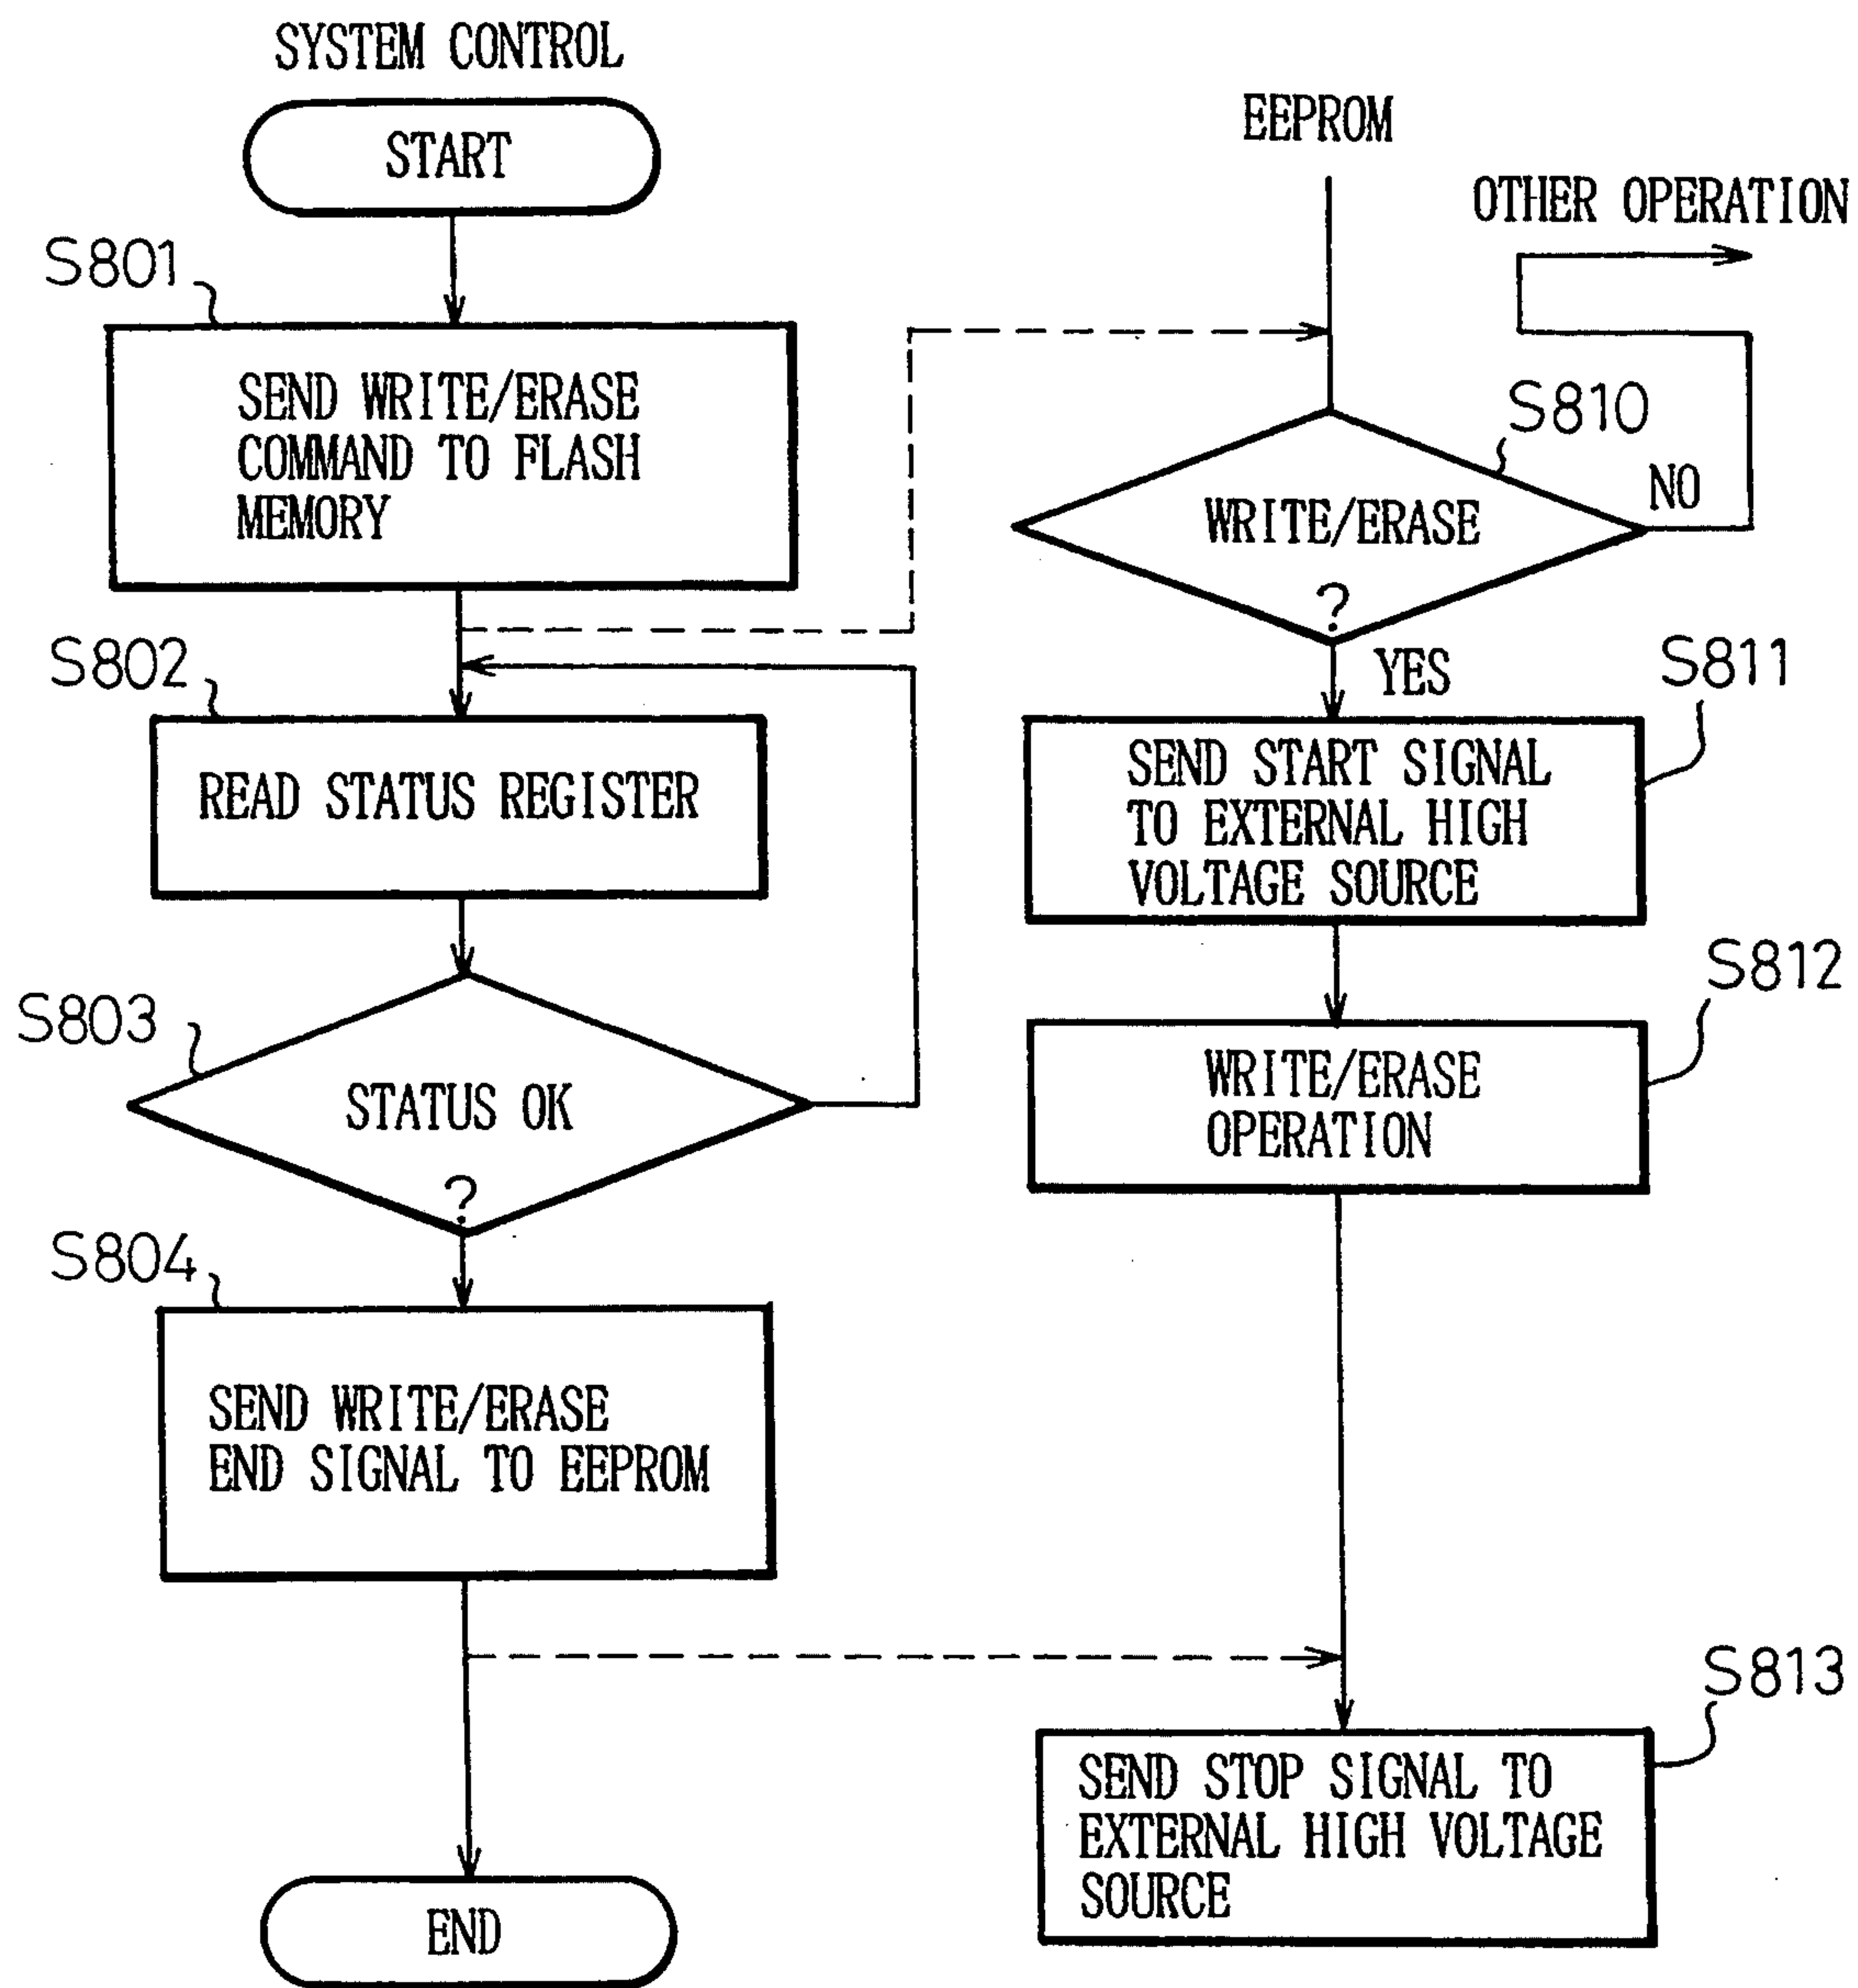 SYSTEM CONTROL
START
S801
SEND WRITE/ERASE
COMMAND TO FLASH
MEMORY
S802
READ STATUS REGISTER
S803
STATUS OK
?
S804
SEND WRITE/ERASE
END SIGNAL TO EEPROM
END
EEPROM
OTHER OPERATION
S810
WRITE/ERASE
?
NO
YES
S811
SEND START SIGNAL
TO EXTERNAL HIGH
VOLTAGE SOURCE
S812
WRITE/ERASE
OPERATION
S813
SEND STOP SIGNAL TO
EXTERNAL HIGH VOLTAGE
SOURCE